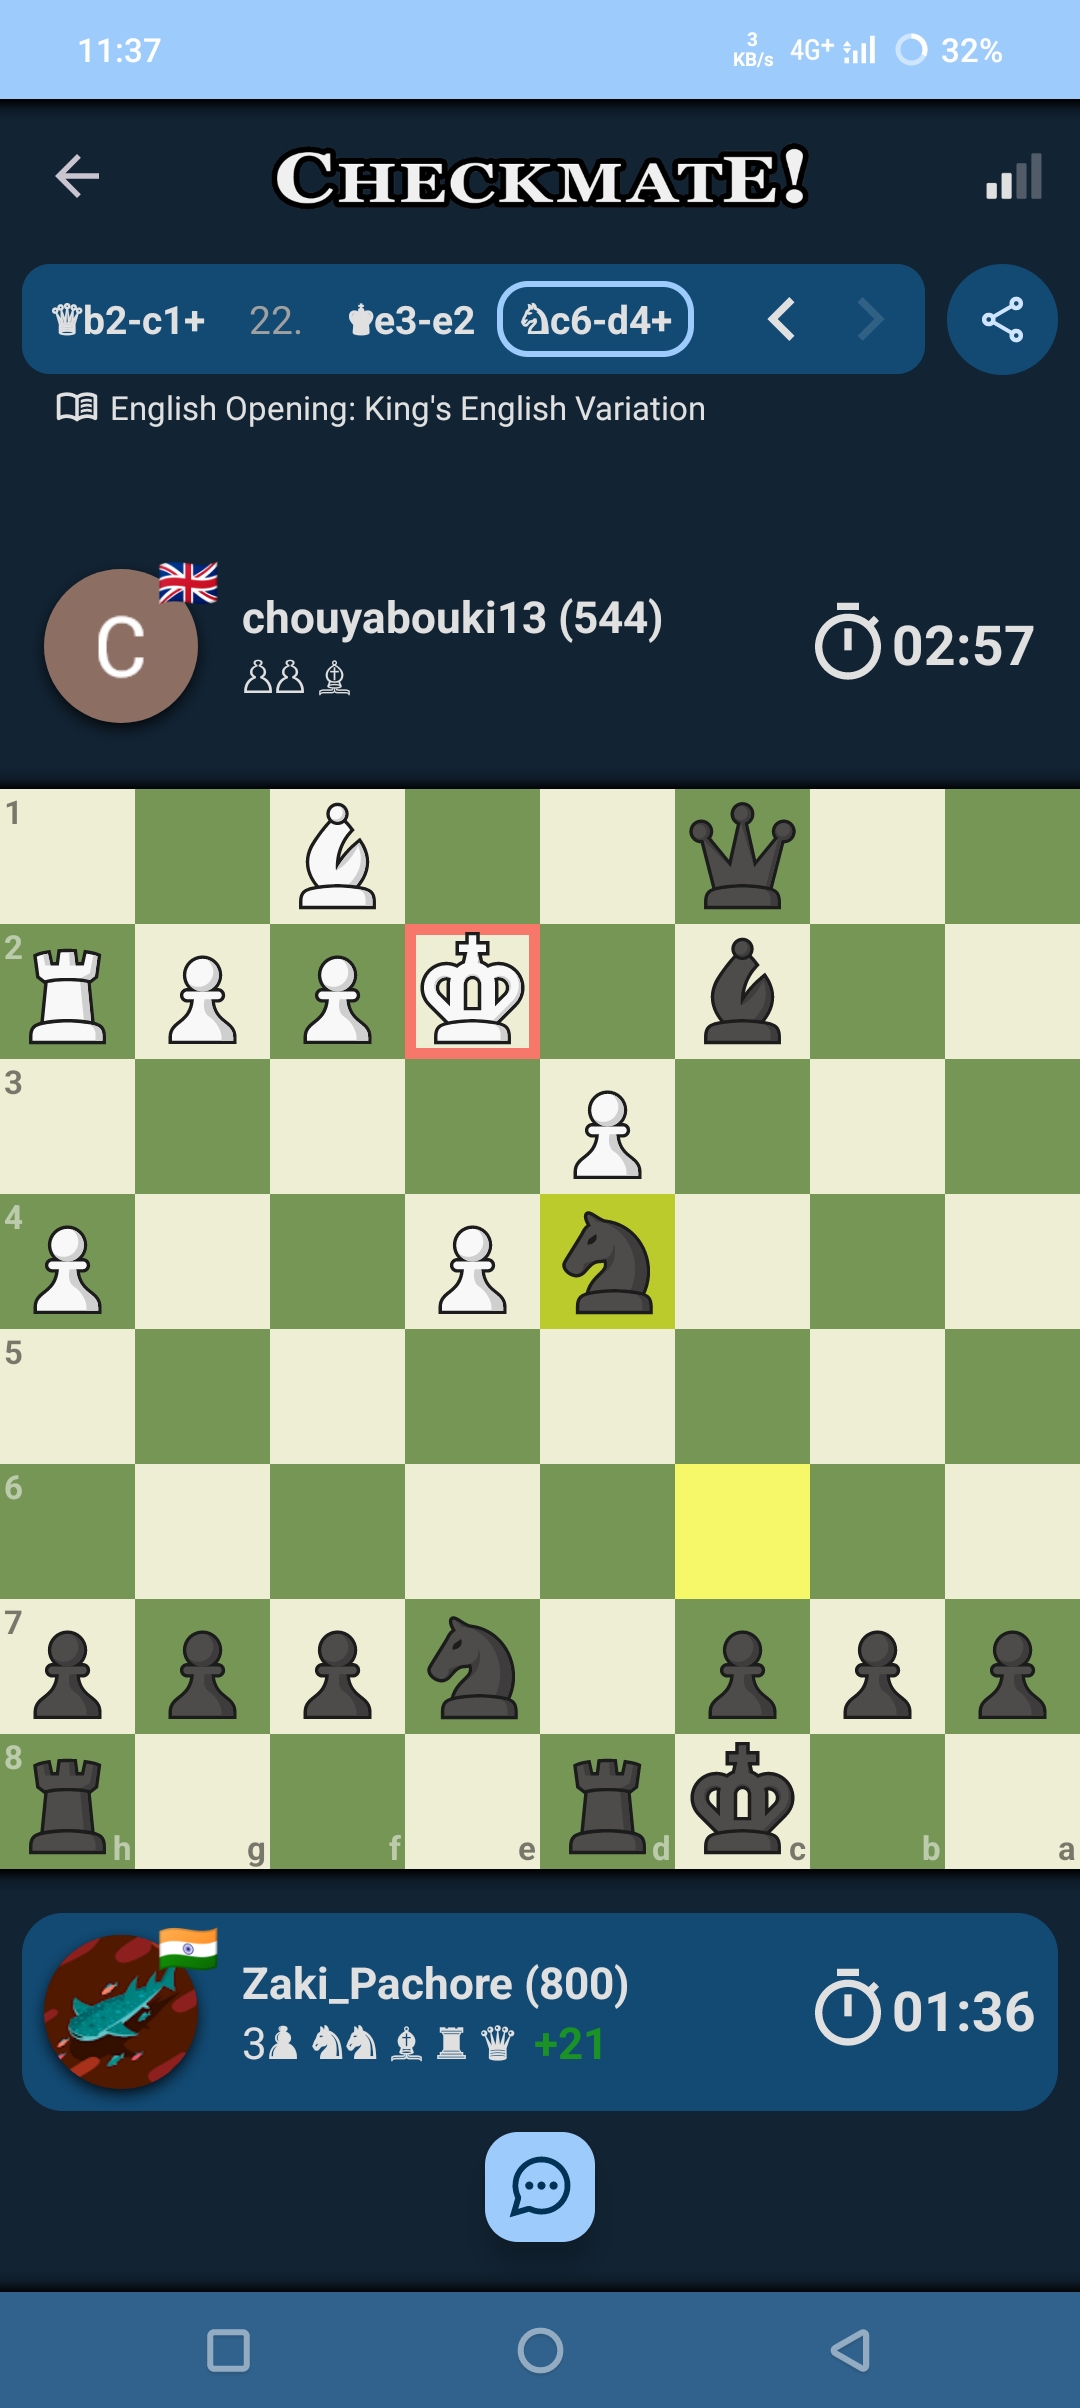 11:37 3 KB/s 4G+ 32%
CHECKMATE!
♛b2-c1+ 22. ♚e3-e2 ♘c6-d4+
English Opening: King's English Variation
C chouyabouki13 (544) 02:57
♙♙ ♗
1
2
3
4
5
6
7
8
h g f e d c b a
Zaki_Pachore (800) 01:36
3♟ ♞♞ ♝ ♜ ♛ +21